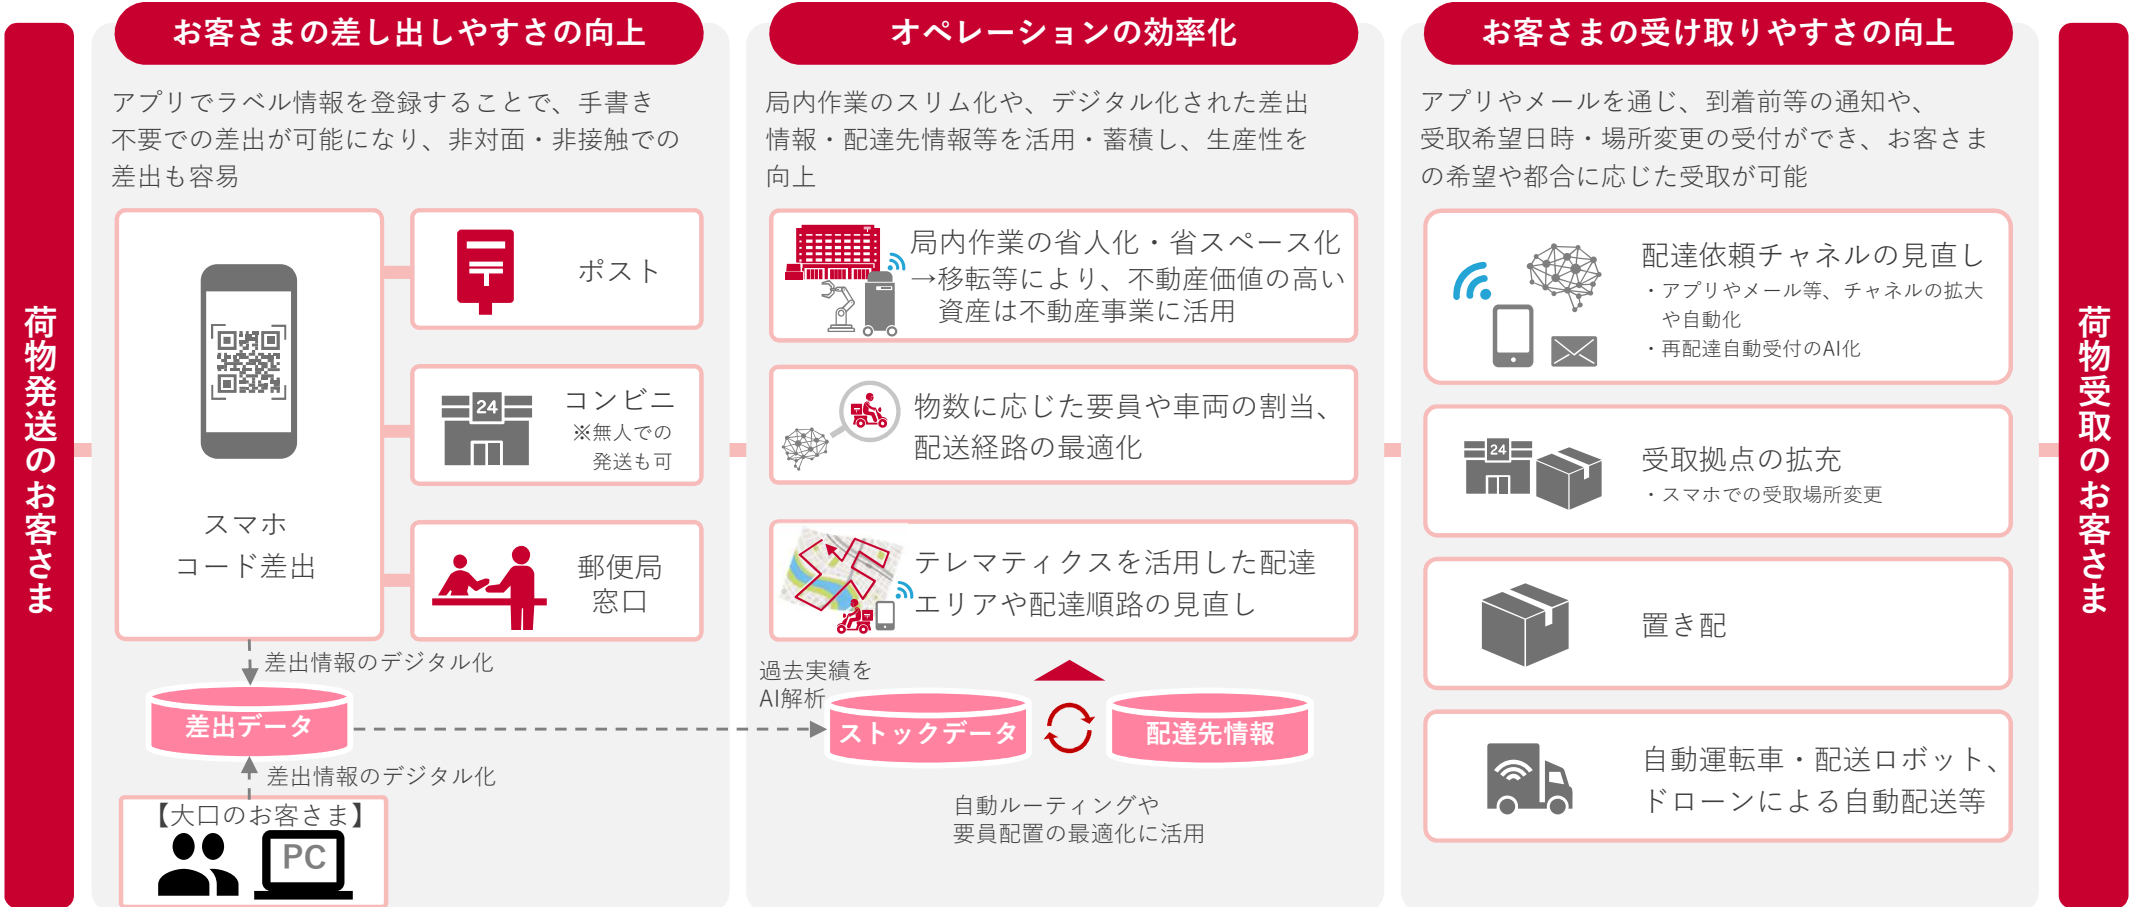 荷物発送のお客さま
お客さまの差し出しやすさの向上
アプリでラベル情報を登録することで、手書き
不要での差出が可能になり、非対面・非接触での
差出も容易
スマホ
コード差出
ポスト
24
コンビニ
※無人での
発送も可
郵便局
窓口
差出情報のデジタル化
差出データ
差出情報のデジタル化
【大口のお客さま】
PC
オペレーションの効率化
局内作業のスリム化や、デジタル化された差出
情報・配達先情報等を活用・蓄積し、生産性を
向上
局内作業の省人化・省スペース化
→移転等により、不動産価値の高い
資産は不動産事業に活用
物数に応じた要員や車両の割当、
配送経路の最適化
テレマティクスを活用した配達
エリアや配達順路の見直し
過去実績を
AI解析
ストックデータ
配達先情報
自動ルーティングや
要員配置の最適化に活用
お客さまの受け取りやすさの向上
アプリやメールを通じ、到着前等の通知や、
受取希望日時・場所変更の受付ができ、お客さま
の希望や都合に応じた受取が可能
配達依頼チャネルの見直し
・アプリやメール等、チャネルの拡大
や自動化
・再配達自動受付のAI化
24
受取拠点の拡充
・スマホでの受取場所変更
置き配
自動運転車・配送ロボット、
ドローンによる自動配送等
荷物受取のお客さま